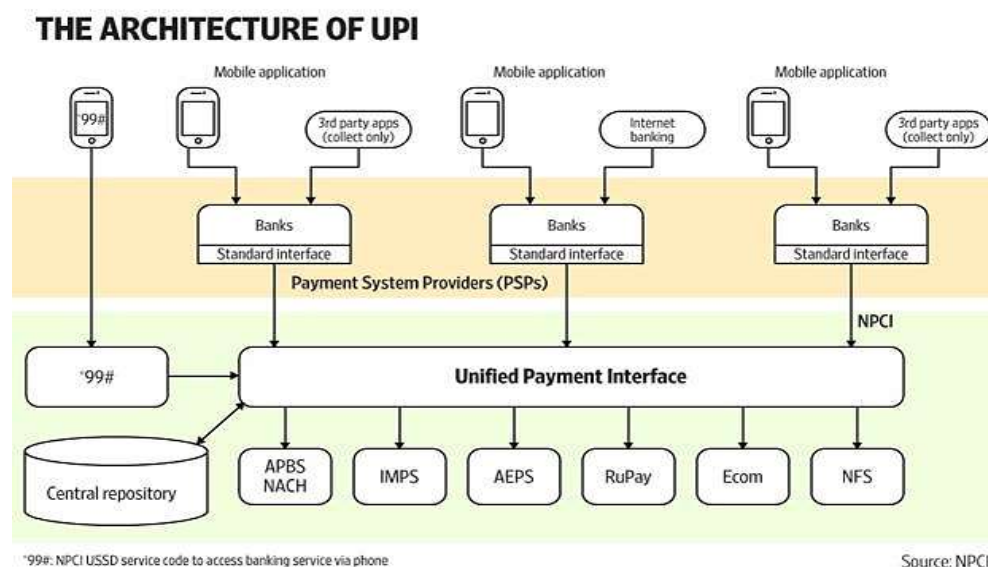 THE ARCHITECTURE OF UPI
Mobile application
Mobile application
Mobile application
*99#
3rd party apps
(collect only)
Internet
banking
3rd party apps
(collect only)
Banks
Standard interface
Banks
Standard interface
Banks
Standard interface
Payment System Providers (PSPs)
NPCI
*99#
Unified Payment Interface
Central repository
APBS
NACH
IMPS
AEPS
RuPay
Ecom
NFS
*99#: NPCI USSD service code to access banking service via phone
Source: NPCI